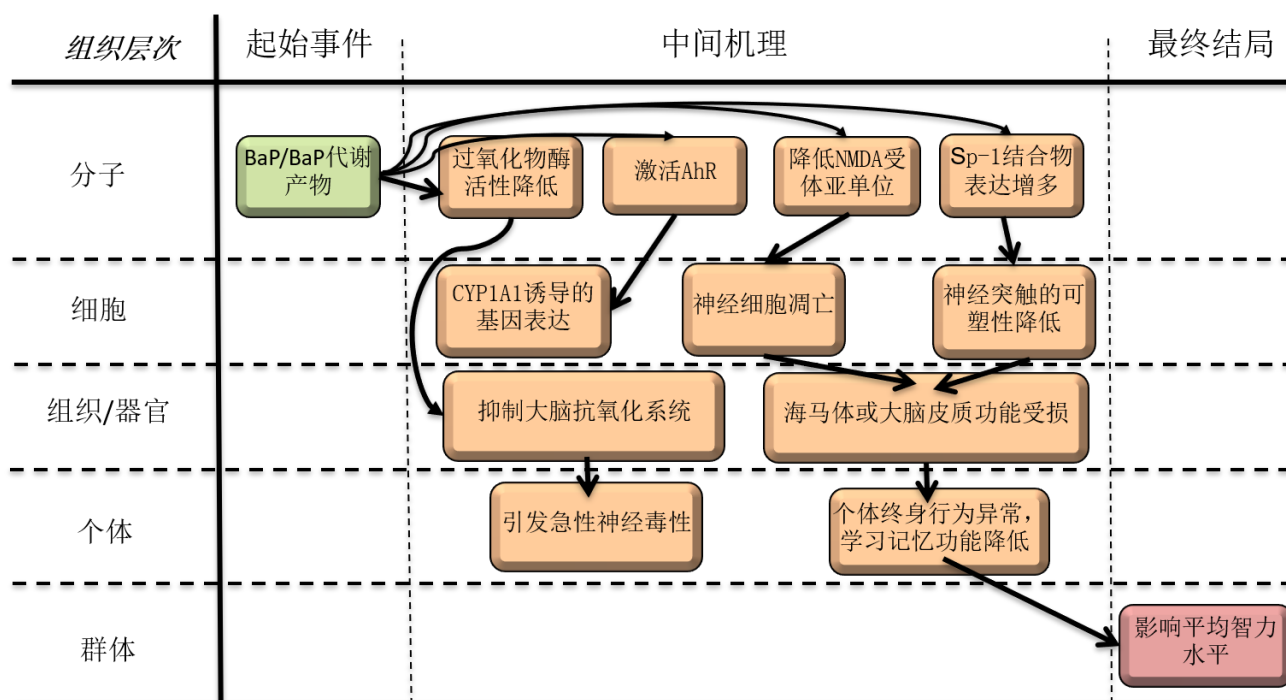 组织层次
起始事件
中间机理
最终结局
分子
BaP/BaP代谢
产物
过氧化物酶
活性降低
激活AhR
降低NMDA受
体亚单位
Sp-1结合物
表达增多
细胞
CYP1A1诱导的
基因表达
神经细胞凋亡
神经突触的可
塑性降低
组织/器官
抑制大脑抗氧化系统
海马体或大脑皮质功能受损
个体
引发急性神经毒性
个体终身行为异常，
学习记忆功能降低
群体
影响平均智力
水平